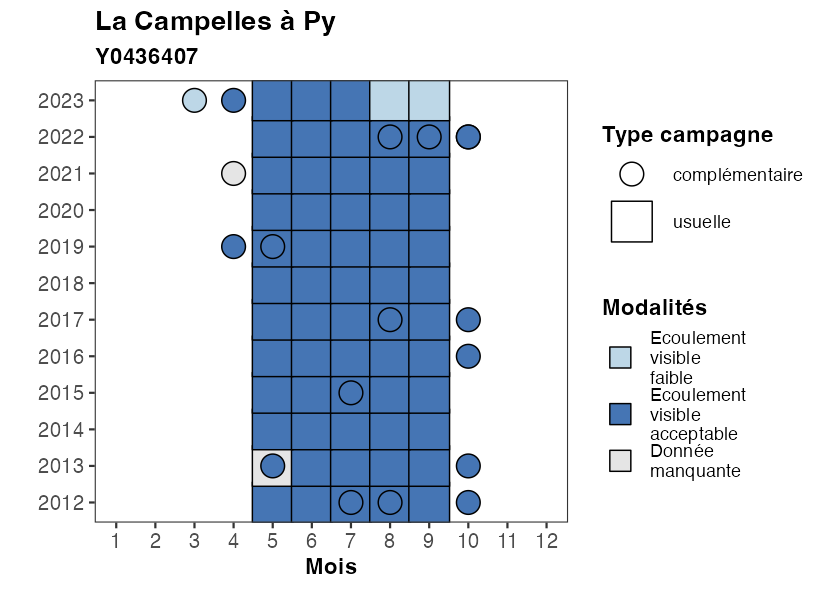 La Campelles à Py
Y0436407
2023
2022
2021
2020
2019
2018
2017
2016
2015
2014
2013
2012
1 2 3 4 5 6 7 8 9 10 11 12
Mois
Type campagne
complémentaire
usuelle
Modalités
Ecoulement
visible
faible
Ecoulement
visible
acceptable
Donnée
manquante